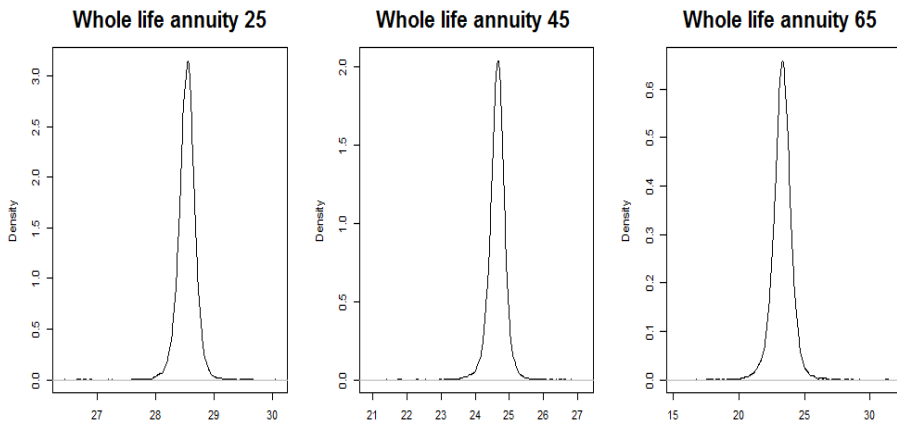 Whole life annuity 25
Density
0.0 0.5 1.0 1.5 2.0 2.5 3.0
27 28 29 30
Whole life annuity 45
Density
0.0 0.5 1.0 1.5 2.0
21 22 23 24 25 26 27
Whole life annuity 65
Density
0.0 0.1 0.2 0.3 0.4 0.5 0.6
15 20 23 30